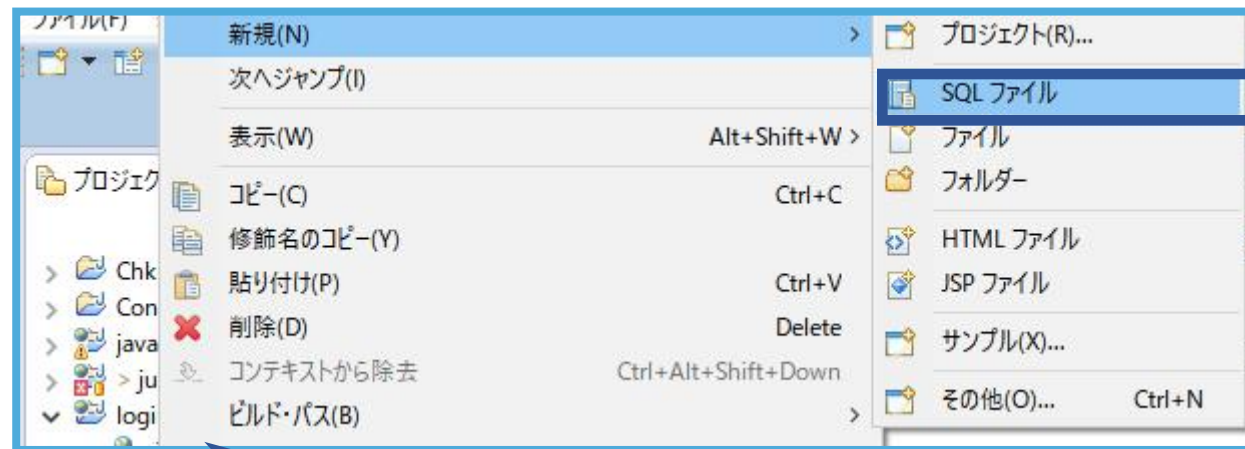 ファイル(F)
新規(N)
次へジャンプ(I)
表示(W) Alt+Shift+W
プロジェク
コピー(C) Ctrl+C
修飾名のコピー(Y)
貼り付け(P) Ctrl+V
削除(D) Delete
コンテキストから除去 Ctrl+Alt+Shift+Down
ビルド・パス(B)
Chk
Con
java
> ju
logi
プロジェクト(R)...
SQL ファイル
ファイル
フォルダー
HTML ファイル
JSP ファイル
サンプル(X)...
その他(O)... Ctrl+N